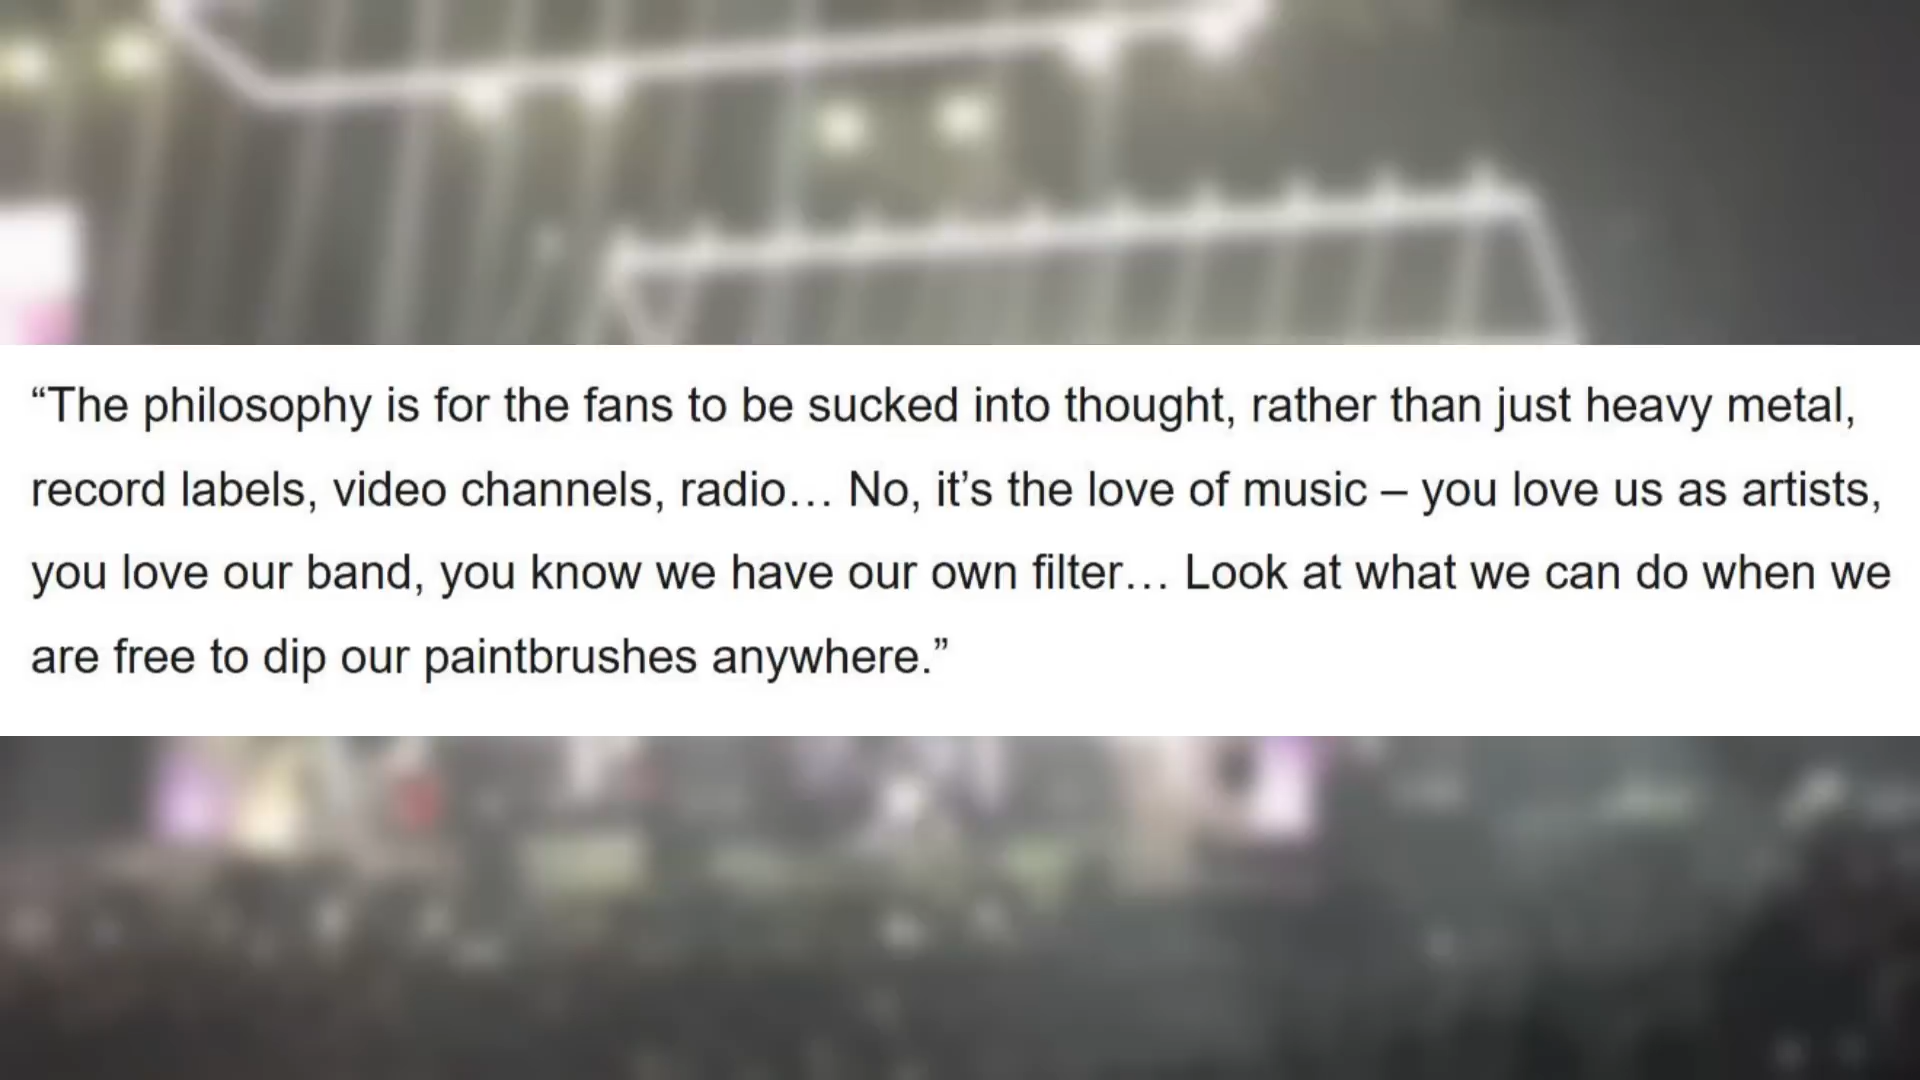 “The philosophy is for the fans to be sucked into thought, rather than just heavy metal,
record labels, video channels, radio… No, it’s the love of music – you love us as artists,
you love our band, you know we have our own filter… Look at what we can do when we
are free to dip our paintbrushes anywhere.”